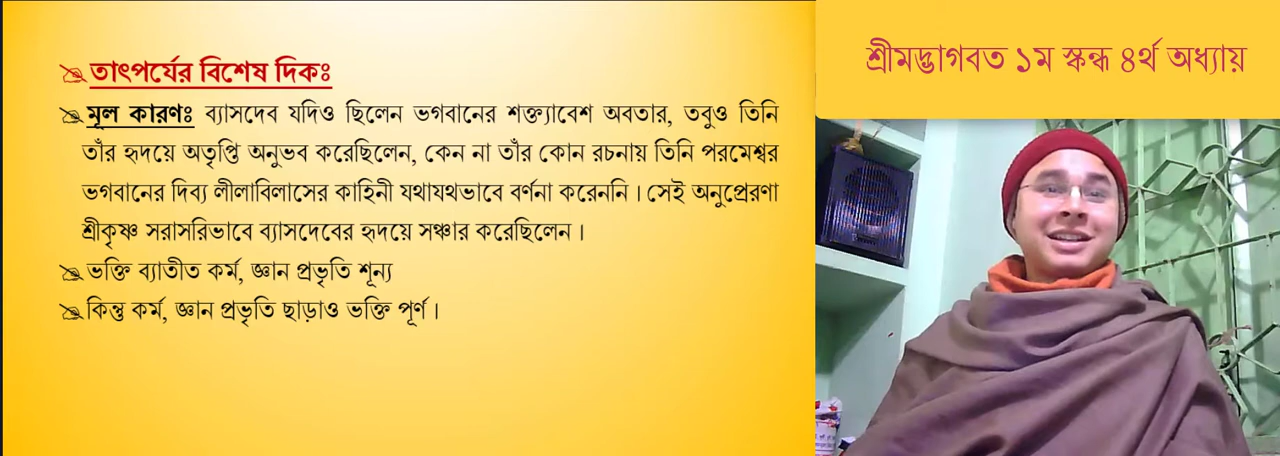 তাৎপর্যের বিশেষ দিকঃ
মূল কারণঃ ব্যাসদেব যদিও ছিলেন ভগবানের শক্ত্যাবেশ অবতার, তবুও তিনি
তাঁর হৃদয়ে অতৃপ্তি অনুভব করেছিলেন, কেন না তাঁর কোন রচনায় তিনি পরমেশ্বর
ভগবানের দিব্য লীলাবিলাসের কাহিনী যথাযথভাবে বর্ণনা করেননি। সেই অনুপ্রেরণা
শ্রীকৃষ্ণ সরাসরিভাবে ব্যাসদেবের হৃদয়ে সঞ্চার করেছিলেন।
ভক্তি ব্যাতীত কর্ম, জ্ঞান প্রভৃতি শূন্য
কিন্তু কর্ম, জ্ঞান প্রভৃতি ছাড়াও ভক্তি পূর্ণ।
শ্রীমদ্ভাগবত ১ম স্কন্ধ ৪র্থ অধ্যায়